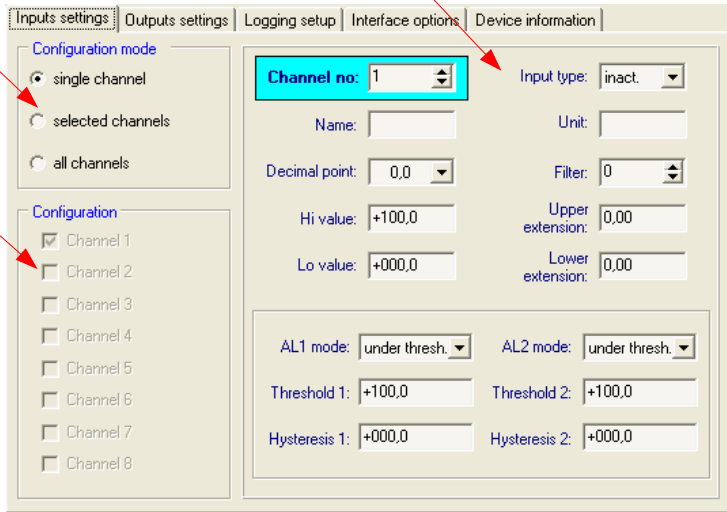 Inputs settings Outputs settings Logging setup Interface options Device information
Configuration mode
single channel
selected channels
all channels
Configuration
Channel 1
Channel 2
Channel 3
Channel 4
Channel 5
Channel 6
Channel 7
Channel 8
Channel no: 1
Input type: inact.
Name:
Unit:
Decimal point: 0,0
Filter: 0
Hi value: +100,0
Upper
extension: 0,00
Lo value: +000,0
Lower
extension: 0,00
AL1 mode: under thresh.
AL2 mode: under thresh.
Threshold 1: +100,0
Threshold 2: +100,0
Hysteresis 1: +000,0
Hysteresis 2: +000,0